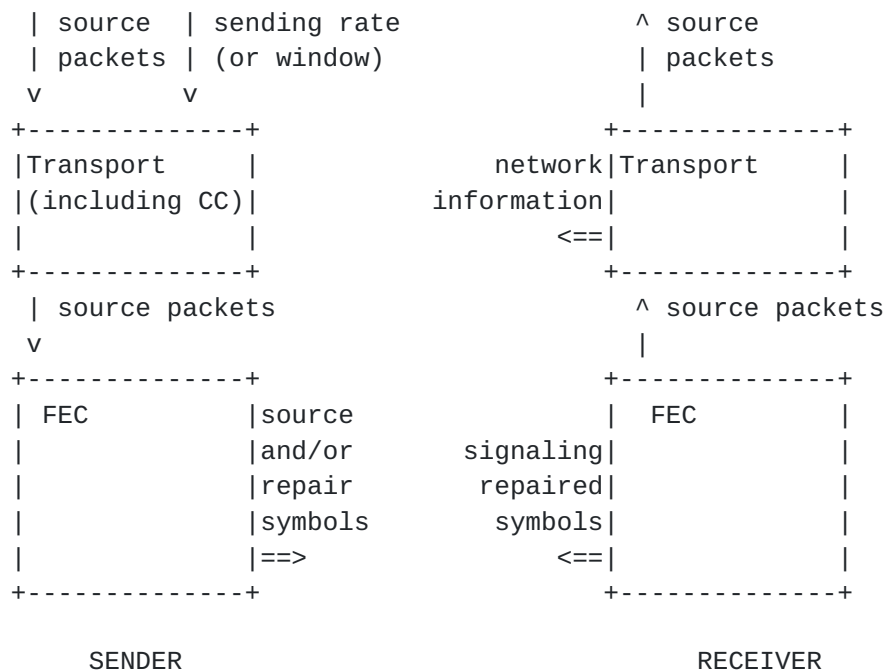 | source | sending rate ^ source
| packets | (or window) | packets
v v |
+--------------+ +-------------+
|Transport | network|Transport |
|(including CC)| information| |
| | <==| |
+--------------+ +-------------+
| source packets ^ source packets
v |
+--------------+ +-------------+
| FEC |source | FEC |
| |and/or signaling| |
| |repair repaired| |
| |symbols symbols| |
| |==> <==| |
+--------------+ +-------------+
SENDER RECEIVER